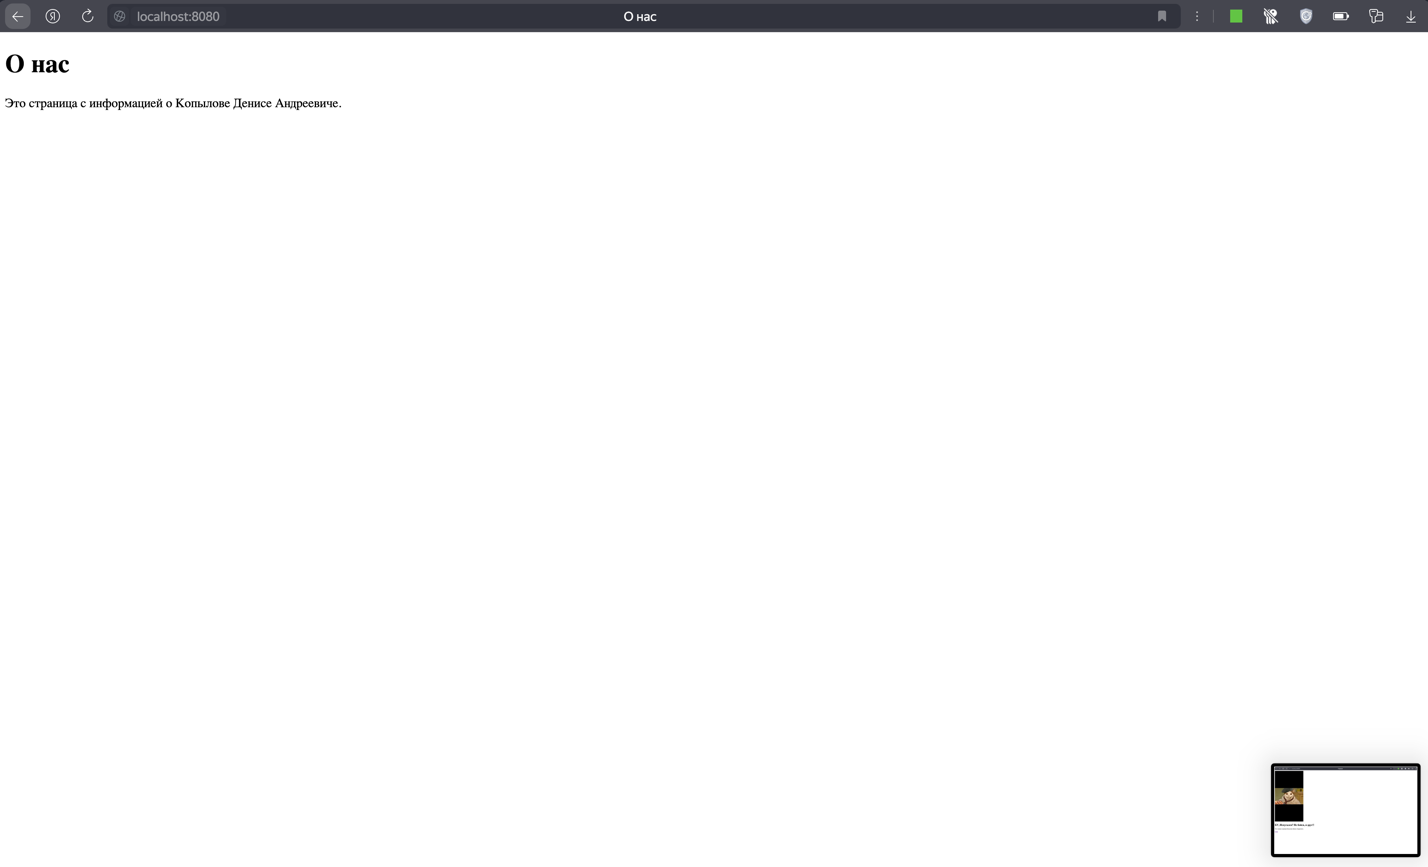 localhost:8080
О нас
О нас
Это страница с информацией о Копылове Денисе Андреевиче.